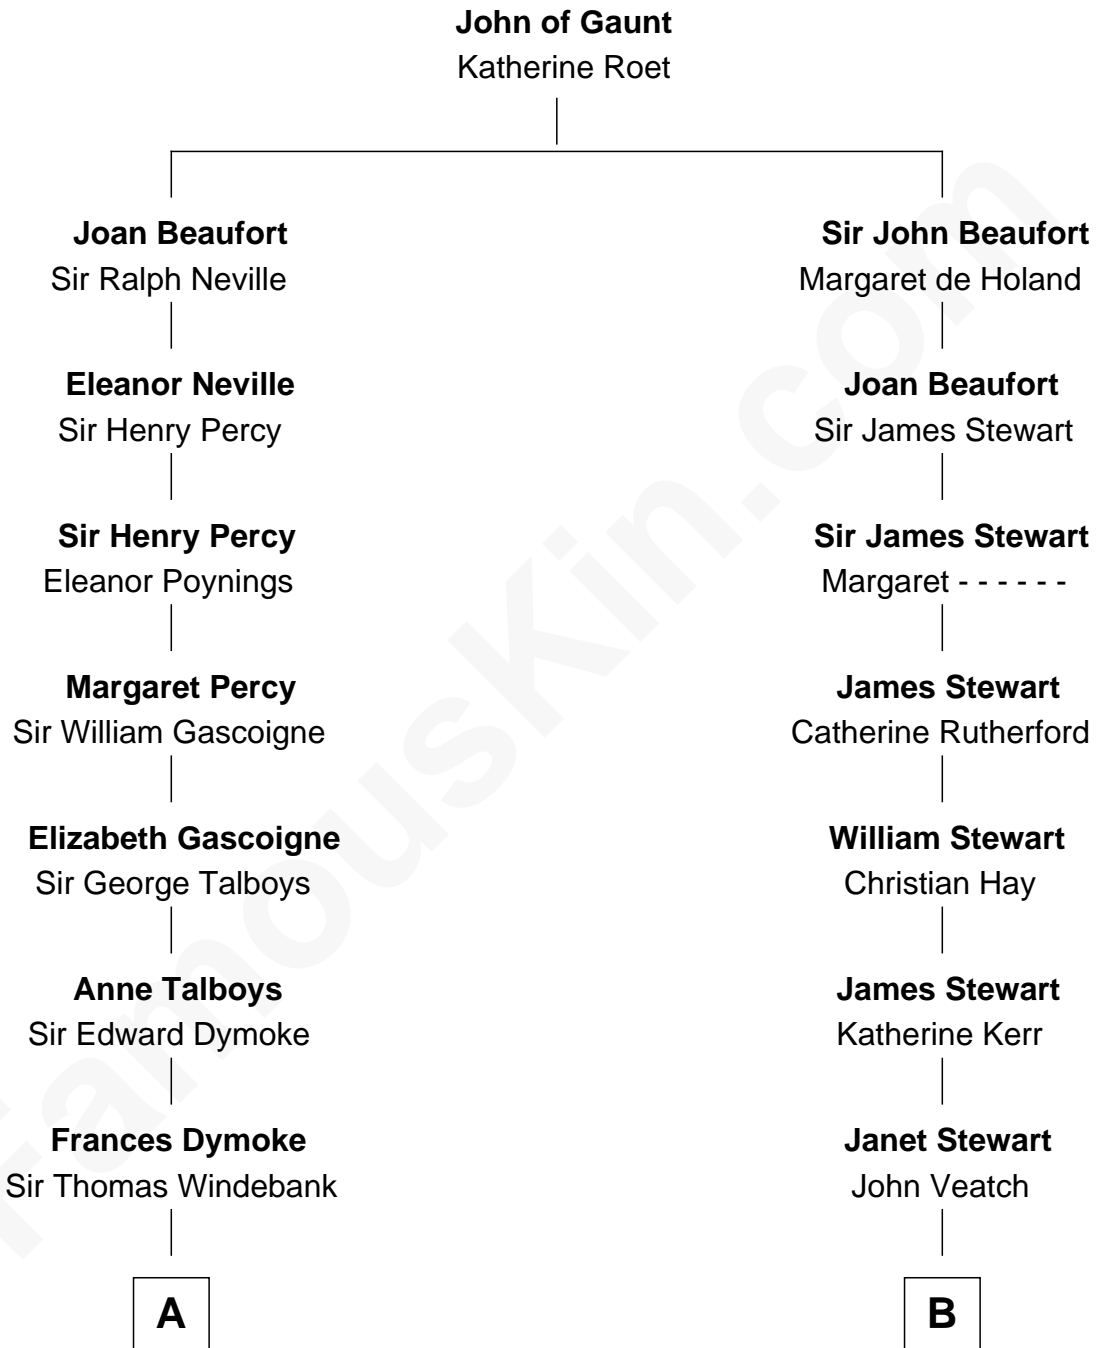 John of Gaunt
Katherine Roet
Joan Beaufort
Sir Ralph Neville
Eleanor Neville
Sir Henry Percy
Sir Henry Percy
Eleanor Poynings
Margaret Percy
Sir William Gascoigne
Elizabeth Gascoigne
Sir George Talboys
Anne Talboys
Sir Edward Dymoke
Frances Dymoke
Sir Thomas Windebank
A
Sir John Beaufort
Margaret de Holand
Joan Beaufort
Sir James Stewart
Sir James Stewart
Margaret - - - - - -
James Stewart
Catherine Rutherford
William Stewart
Christian Hay
James Stewart
Katherine Kerr
Janet Stewart
John Veatch
B
FamousKin.com